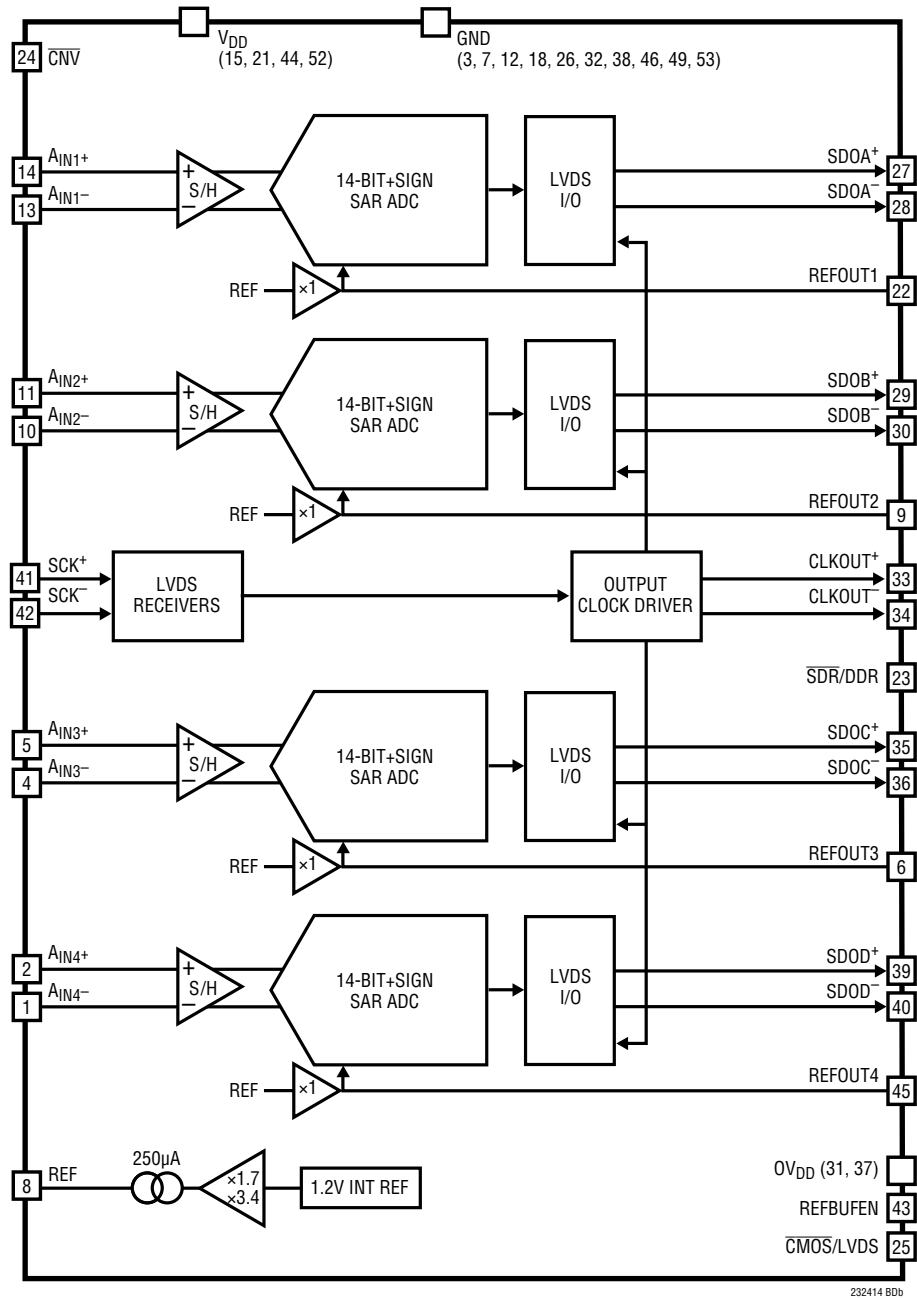 VDD
(15, 21, 44, 52)
GND
(3, 7, 12, 18, 26, 32, 38, 46, 49, 53)
24 CNV
14 AIN1+
13 AIN1–
+
S/H
–
14-BIT+SIGN
SAR ADC
LVDS
I/O
SDOA+ 27
SDOA– 28
REF ×1
REFOUT1 22
11 AIN2+
10 AIN2–
+
S/H
–
14-BIT+SIGN
SAR ADC
LVDS
I/O
SDOB+ 29
SDOB– 30
REF ×1
REFOUT2 9
41 SCK+
42 SCK–
LVDS
RECEIVERS
OUTPUT
CLOCK DRIVER
CLKOUT+ 33
CLKOUT– 34
SDR/DDR 23
5 AIN3+
4 AIN3–
+
S/H
–
14-BIT+SIGN
SAR ADC
LVDS
I/O
SDOC+ 35
SDOC– 36
REF ×1
REFOUT3 6
2 AIN4+
1 AIN4–
+
S/H
–
14-BIT+SIGN
SAR ADC
LVDS
I/O
SDOD+ 39
SDOD– 40
REF ×1
REFOUT4 45
8 REF
250µA
×1.7
×3.4
1.2V INT REF
OVDD (31, 37)
REFBUFEN 43
CMOS/LVDS 25
232414 BDb